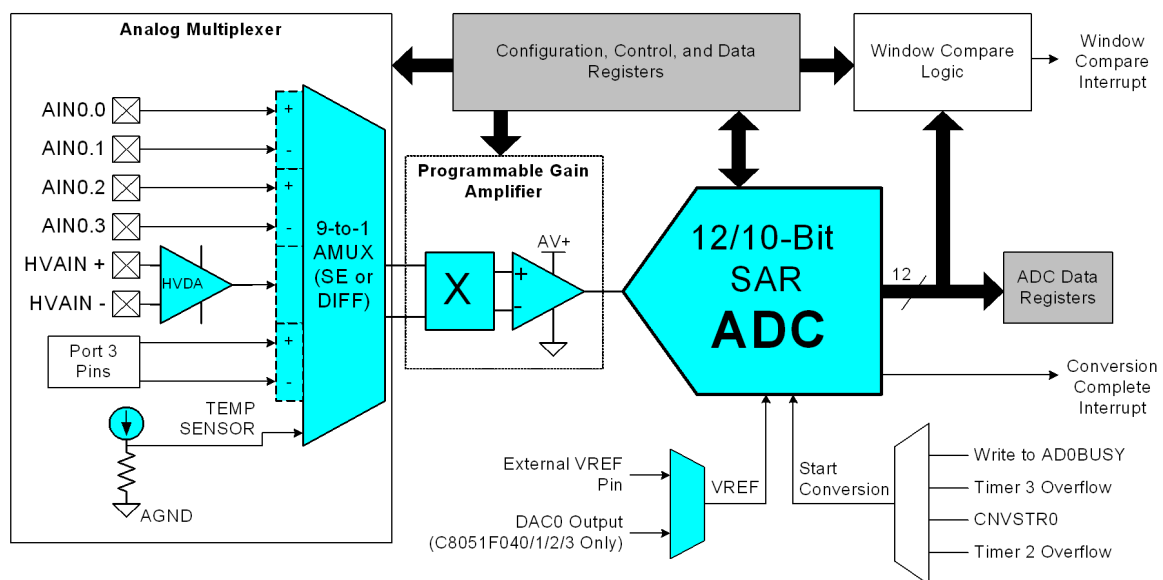 Analog Multiplexer
AIN0.0
AIN0.1
AIN0.2
AIN0.3
HVAIN +
HVAIN -
HVDA
Port 3
Pins
TEMP
SENSOR
AGND
+
-
+
-
+
-
9-to-1
AMUX
(SE or
DIFF)
Configuration, Control, and Data
Registers
Programmable Gain
Amplifier
X
+
-
AV+
Window Compare
Logic
Window
Compare
Interrupt
12/10-Bit
SAR
ADC
12
ADC Data
Registers
Conversion
Complete
Interrupt
External VREF
Pin
DAC0 Output
(C8051F040/1/2/3 Only)
VREF
Start
Conversion
Write to AD0BUSY
Timer 3 Overflow
CNVSTR0
Timer 2 Overflow